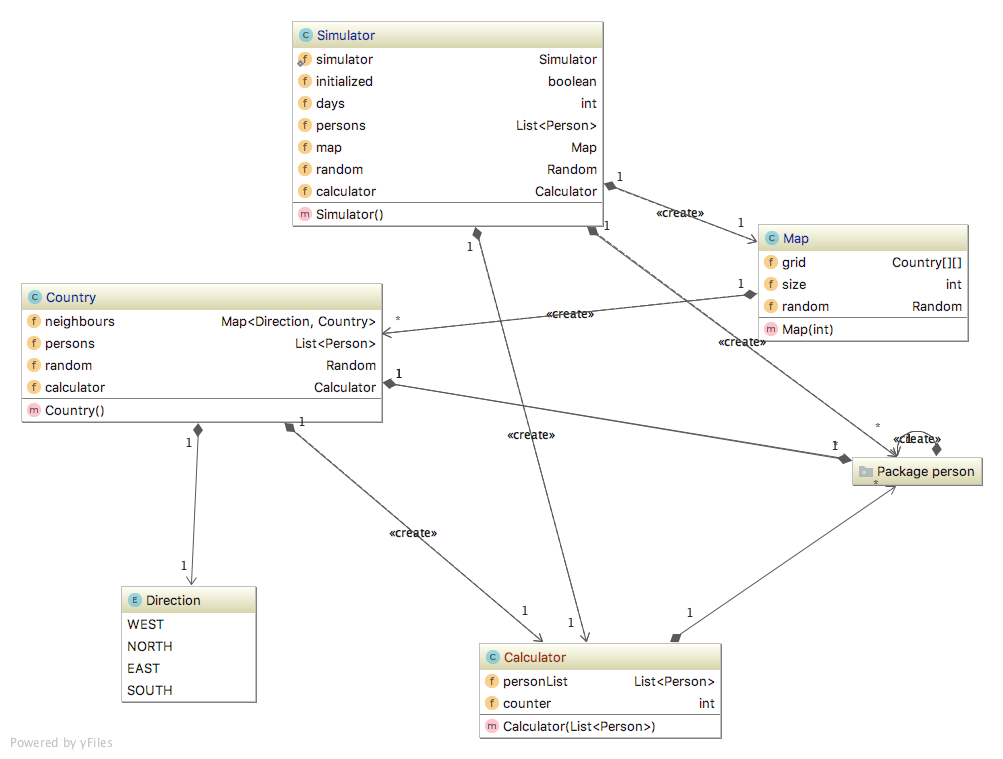 Simulator
simulator Simulator
initialized boolean
days int
persons List<Person>
map Map
random Random
calculator Calculator
Simulator()
1
«create»
1
1
1
Map
grid Country[][]
size int
random Random
Map(int)
1
«create»
*
«create»
Country
neighbours Map<Direction, Country>
persons List<Person>
random Random
calculator Calculator
Country()
1
1
1
«create»
*
1
«create»
1
*
Package person
*
«create»
1
Direction
WEST
NORTH
EAST
SOUTH
1
1
1
Calculator
personList List<Person>
counter int
Calculator(List<Person>)
Powered by yFiles